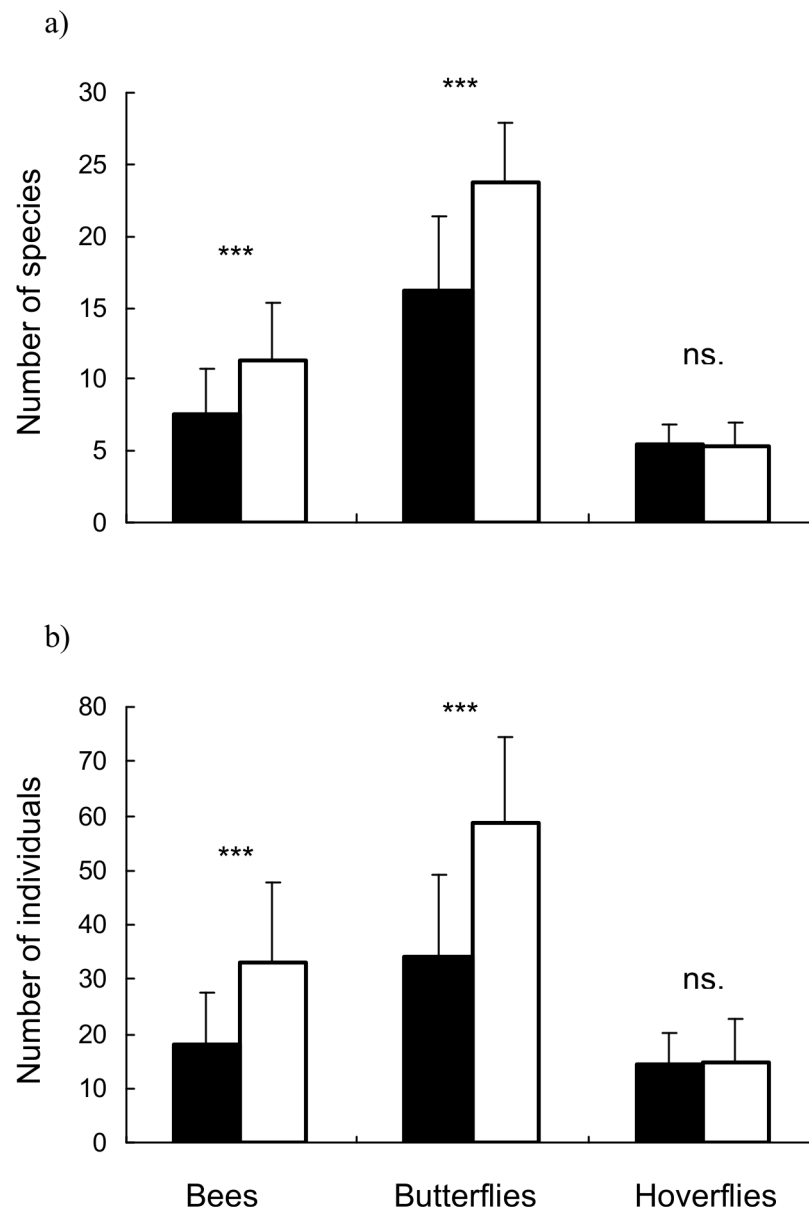 a)
***
30
25
20
15
10
5
0
Number of species
***
ns.
b)
***
80
70
60
50
40
30
20
10
0
Number of individuals
***
ns.
Bees Butterflies Hoverflies